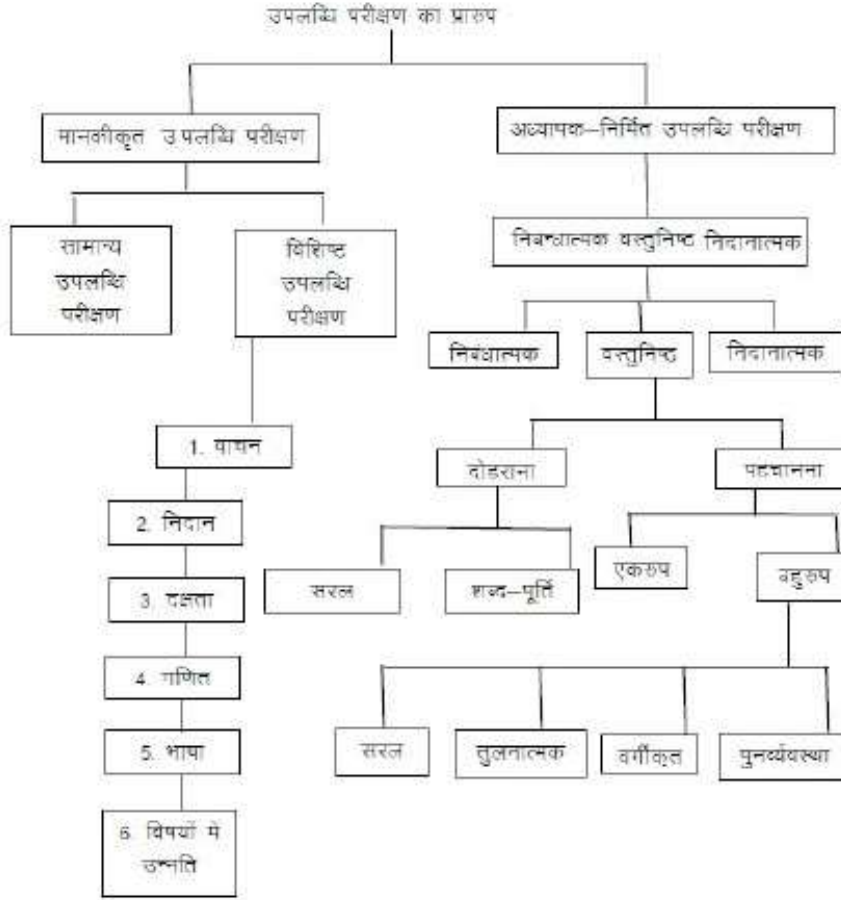 उपलब्धि परीक्षण का प्रारुप
मानकीकृत उपलब्धि परीक्षण
अध्यापक–निर्मित उपलब्धि परीक्षण
सामान्य
उपलब्धि
परीक्षण
विशिष्ट
उपलब्धि
परीक्षण
निबन्धात्मक वस्तुनिष्ट निदानात्मक
निबंधात्मक
वस्तुनिष्ट
निदानात्मक
1. वाचन
दोहराना
पहचानना
2. निदान
एकरुप
बहुरुप
3. दक्षता
सरल
शब्द–पूर्ति
4. गणित
5. भाषा
सरल
तुलनात्मक
वर्गीकृत
पुनर्व्यवस्था
6. विषयों में
उन्नति